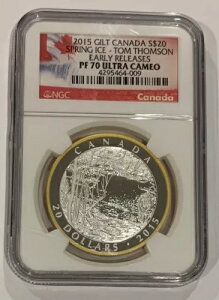 2015 GILT CANADA S$20
SPRING ICE - TOM THOMSON
EARLY RELEASES
PF 70 ULTRA CAMEO
4295464-009
NGC
Canada
CANADA
20 DOLLARS · 2015